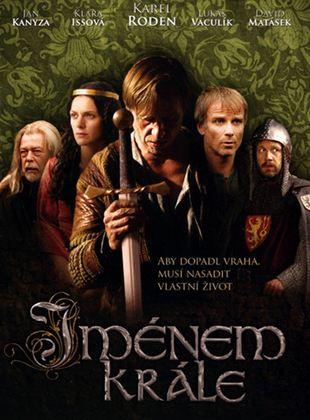 JAN KANYZA
KLÁRA ISSOVÁ
KAREL RODEN
LUKÁŠ VACULÍK
DAVID MATÁSEK
ABY DOPADL VRAHA,
MUSÍ NASADIT
VLASTNÍ ŽIVOT
JMÉNEM
KRÁLE